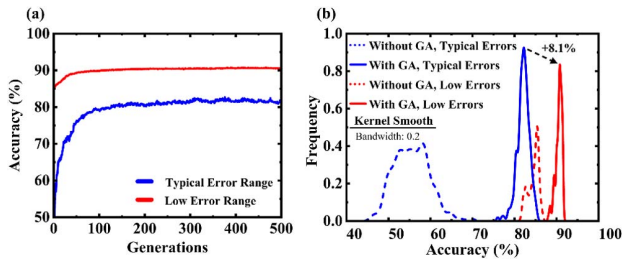 (a)
Accuracy (%)
100
90
80
70
60
50
0 100 200 300 400 500
Generations
Typical Error Range
Low Error Range
(b)
Frequency
1.0
0.8
0.6
0.4
0.2
0.0
40 50 60 70 80 90 100
Accuracy (%)
Without GA, Typical Errors
With GA, Typical Errors
Without GA, Low Errors
With GA, Low Errors
Kernel Smooth
Bandwidth: 0.2
+8.1%